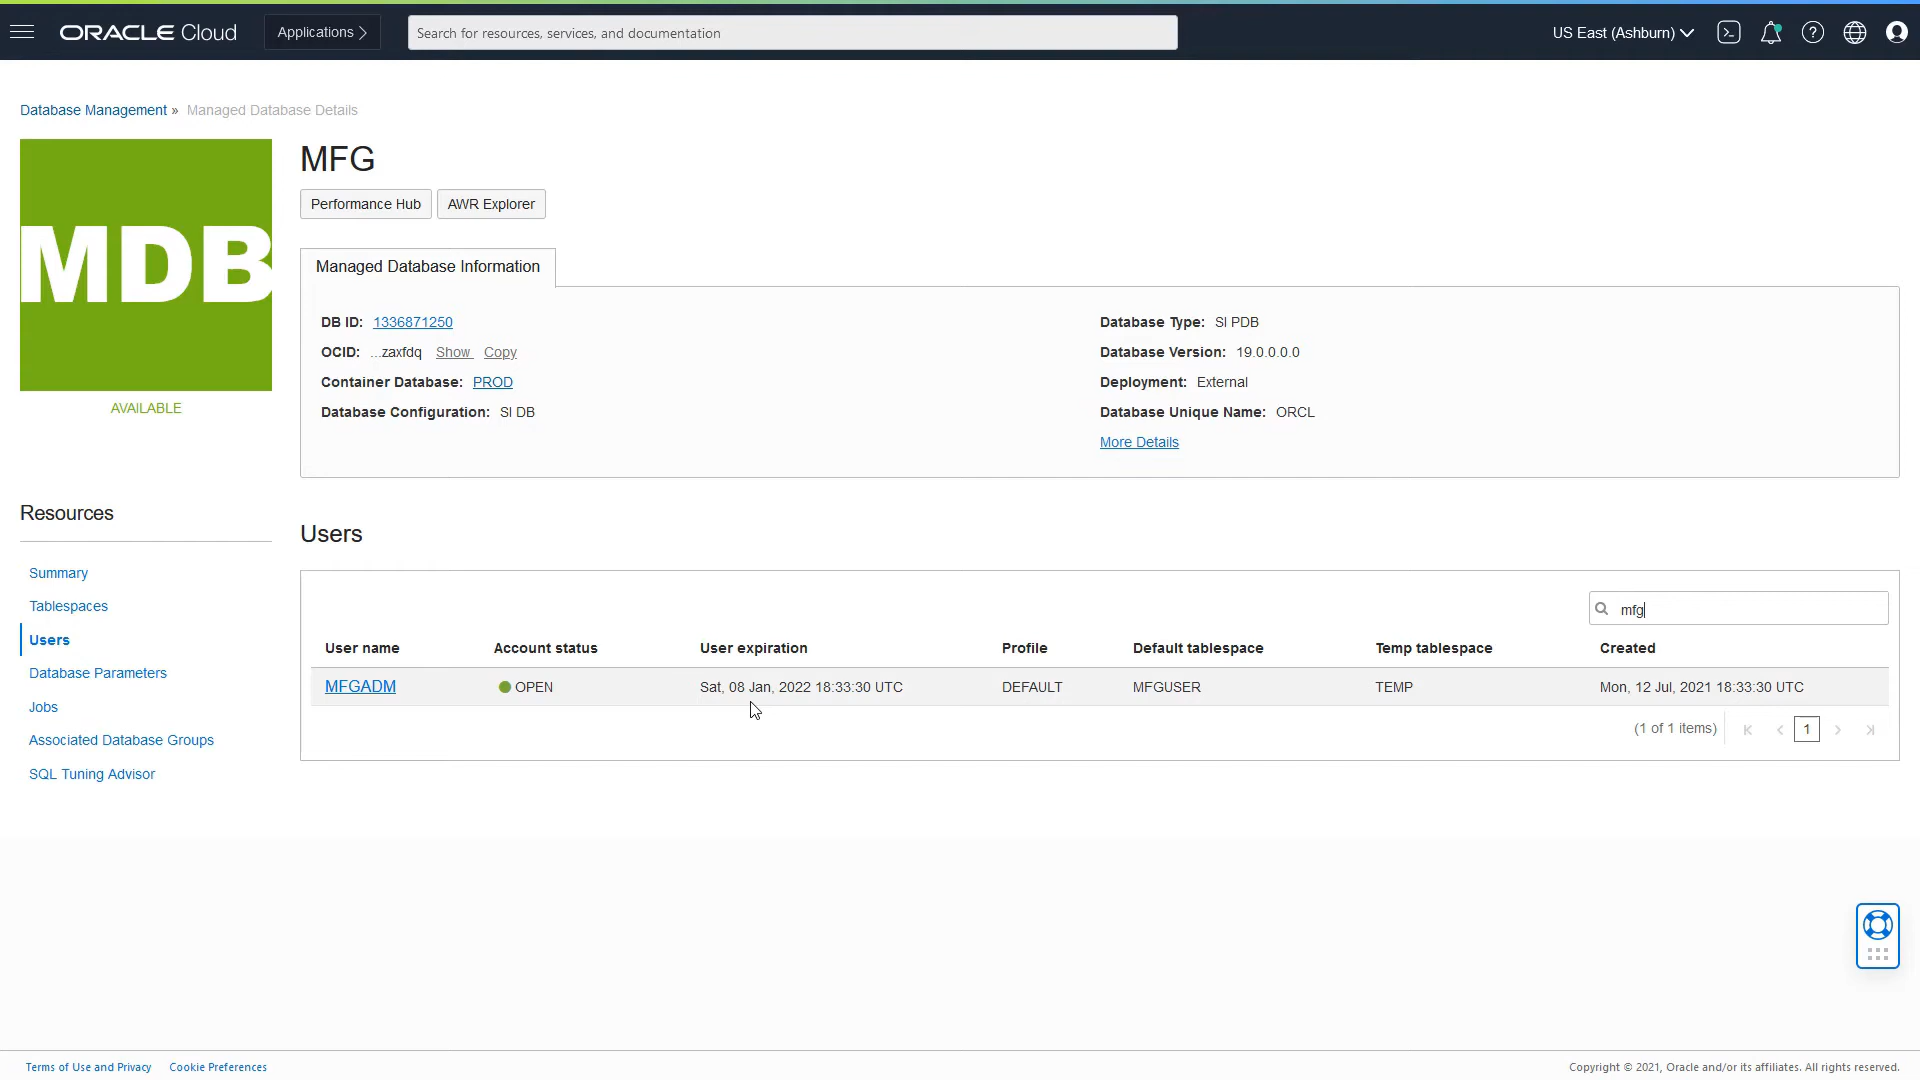 ORACLE Cloud
Applications
Search for resources, services, and documentation
US East (Ashburn)
Database Management » Managed Database Details
MDB
AVAILABLE
MFG
Performance Hub
AWR Explorer
Managed Database Information
DB ID: 1336871250
OCID: ...zaxfdq Show Copy
Container Database: PROD
Database Configuration: SI DB
Database Type: SI PDB
Database Version: 19.0.0.0.0
Deployment: External
Database Unique Name: ORCL
More Details
Resources
Summary
Tablespaces
Users
Database Parameters
Jobs
Associated Database Groups
SQL Tuning Advisor
Users
mfg
User name Account status User expiration Profile Default tablespace Temp tablespace Created
MFGADM OPEN Sat, 08 Jan, 2022 18:33:30 UTC DEFAULT MFGUSER TEMP Mon, 12 Jul, 2021 18:33:30 UTC
(1 of 1 items) 1
Terms of Use and Privacy Cookie Preferences
Copyright © 2021, Oracle and/or its affiliates. All rights reserved.